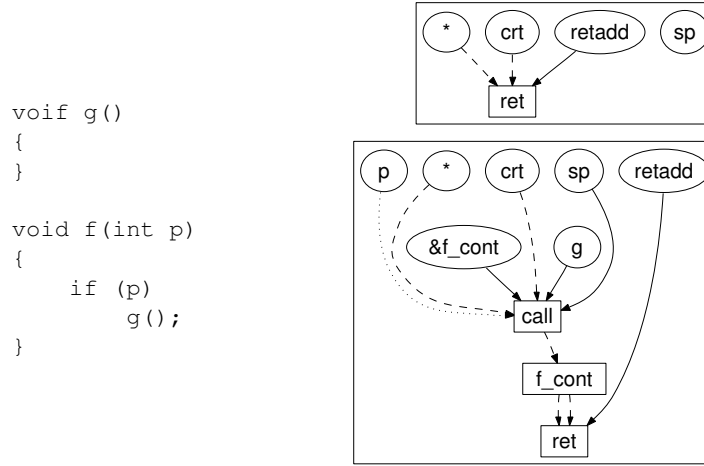 voif g()
{
}
void f(int p)
{
if (p)
g();
}
* crt retadd sp
ret
p * crt sp retadd
&f_cont g
call
f_cont
ret